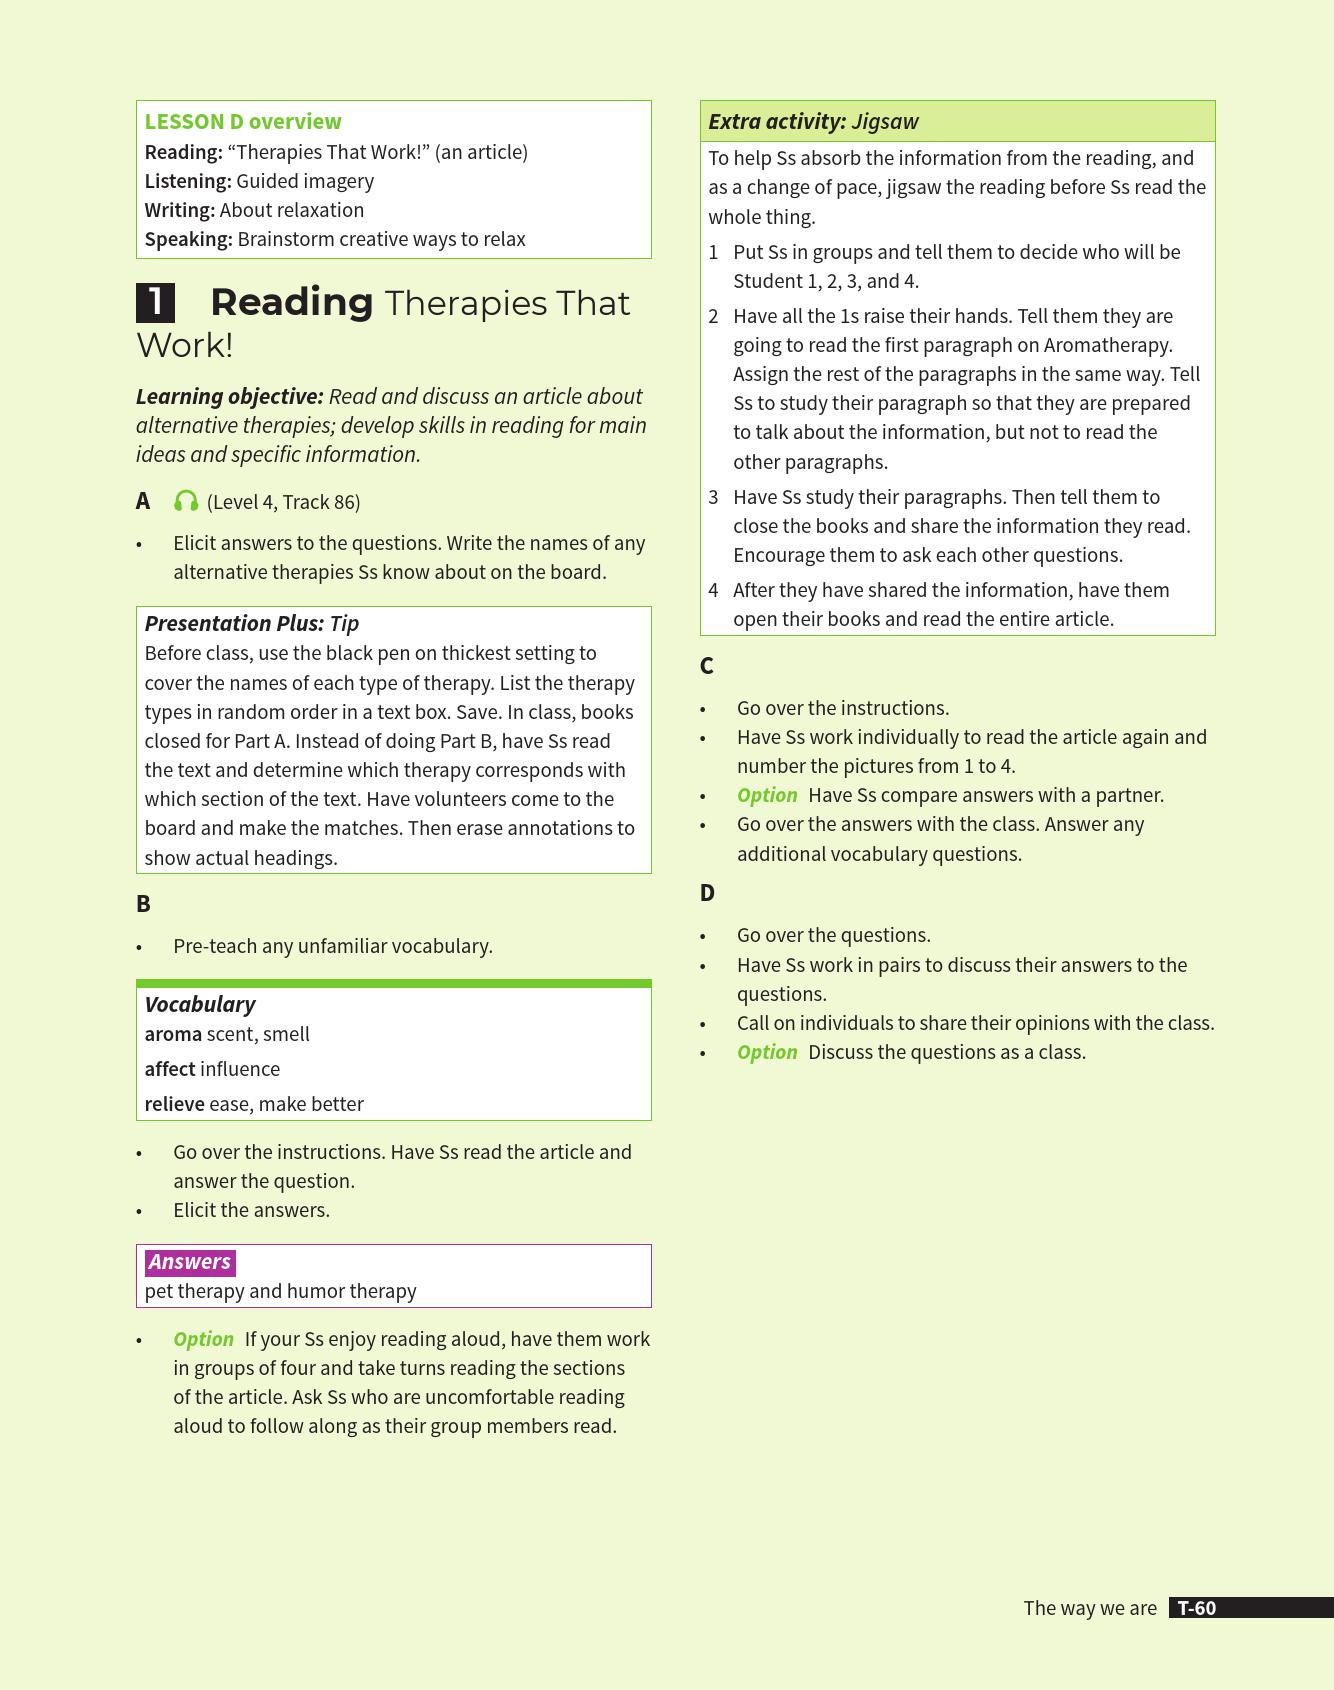 LESSON D overview
Reading: “Therapies That Work!” (an article)
Listening: Guided imagery
Writing: About relaxation
Speaking: Brainstorm creative ways to relax
1 Reading Therapies That
Work!
Learning objective: Read and discuss an article about
alternative therapies; develop skills in reading for main
ideas and specific information.
A (Level 4, Track 86)
• Elicit answers to the questions. Write the names of any
alternative therapies Ss know about on the board.
Presentation Plus: Tip
Before class, use the black pen on thickest setting to
cover the names of each type of therapy. List the therapy
types in random order in a text box. Save. In class, books
closed for Part A. Instead of doing Part B, have Ss read
the text and determine which therapy corresponds with
which section of the text. Have volunteers come to the
board and make the matches. Then erase annotations to
show actual headings.
B
• Pre-teach any unfamiliar vocabulary.
Vocabulary
aroma scent, smell
affect influence
relieve ease, make better
• Go over the instructions. Have Ss read the article and
answer the question.
• Elicit the answers.
Answers
pet therapy and humor therapy
• Option If your Ss enjoy reading aloud, have them work
in groups of four and take turns reading the sections
of the article. Ask Ss who are uncomfortable reading
aloud to follow along as their group members read.
Extra activity: Jigsaw
To help Ss absorb the information from the reading, and
as a change of pace, jigsaw the reading before Ss read the
whole thing.
1 Put Ss in groups and tell them to decide who will be
Student 1, 2, 3, and 4.
2 Have all the 1s raise their hands. Tell them they are
going to read the first paragraph on Aromatherapy.
Assign the rest of the paragraphs in the same way. Tell
Ss to study their paragraph so that they are prepared
to talk about the information, but not to read the
other paragraphs.
3 Have Ss study their paragraphs. Then tell them to
close the books and share the information they read.
Encourage them to ask each other questions.
4 After they have shared the information, have them
open their books and read the entire article.
C
• Go over the instructions.
• Have Ss work individually to read the article again and
number the pictures from 1 to 4.
• Option Have Ss compare answers with a partner.
• Go over the answers with the class. Answer any
additional vocabulary questions.
D
• Go over the questions.
• Have Ss work in pairs to discuss their answers to the
questions.
• Call on individuals to share their opinions with the class.
• Option Discuss the questions as a class.
The way we are T-60